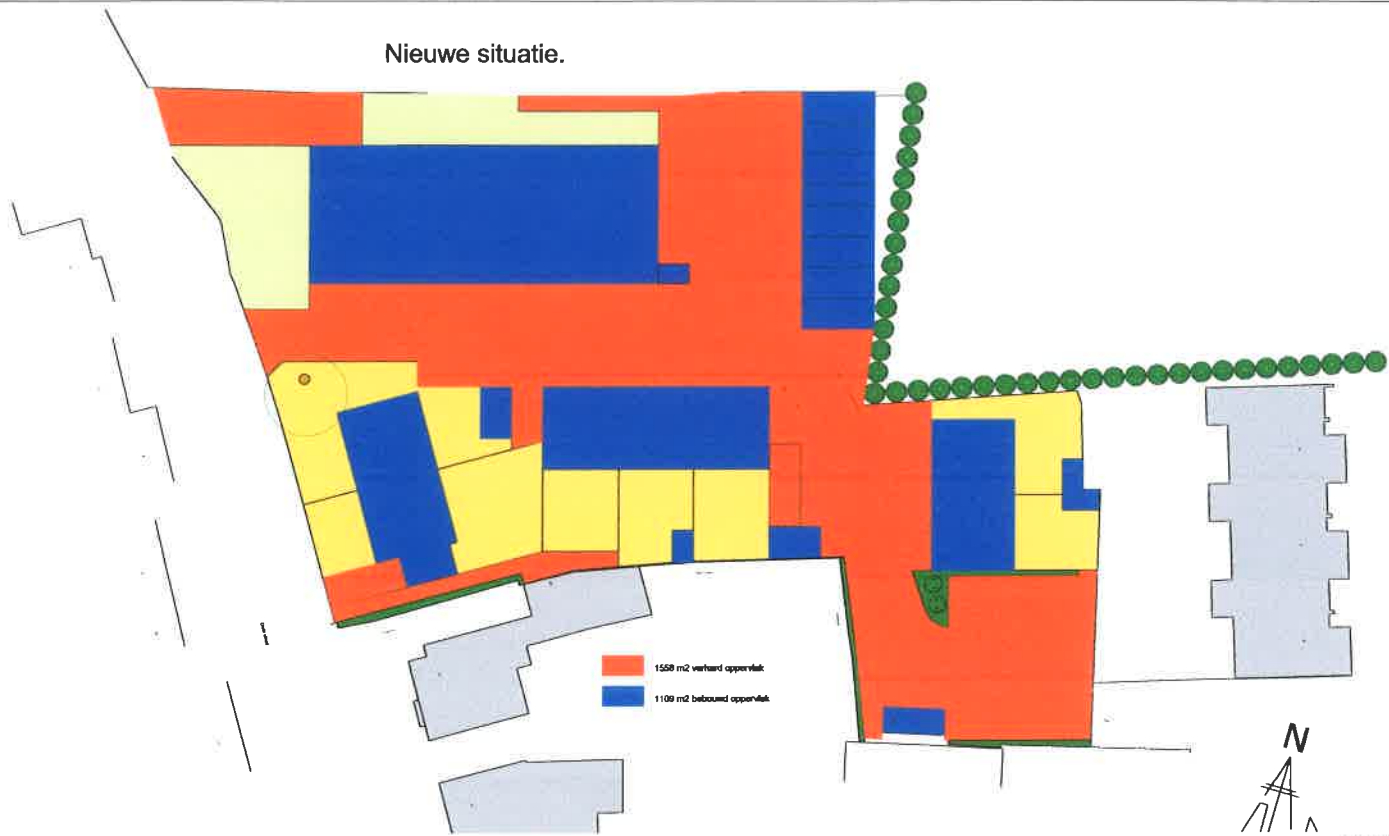 Nieuwe situatie.
1558 m2 verhard oppervlak
1109 m2 bebouwd oppervlak
N